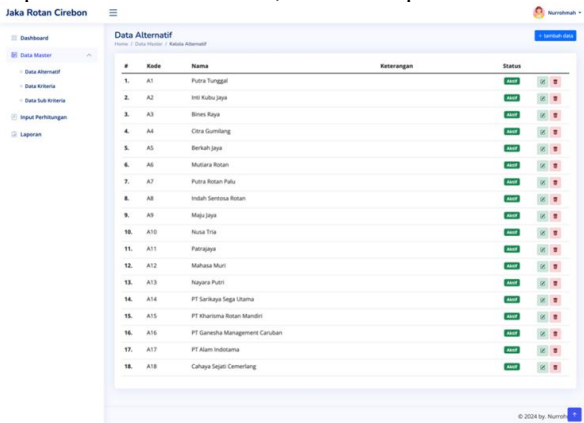 Jaka Rotan Cirebon
Nurrohmah
Dashboard
Data Master
Data Alternatif
Data Kriteria
Data Sub Kriteria
Input Perhitungan
Laporan
Data Alternatif
Home / Data Master / Kelola Alternatif
+ tambah data
# Kode Nama Keterangan Status
1. A1 Putra Tunggal Aktif
2. A2 Inti Kubu Jaya Aktif
3. A3 Bines Raya Aktif
4. A4 Citra Gumilang Aktif
5. A5 Berkah Jaya Aktif
6. A6 Mutiara Rotan Aktif
7. A7 Putra Rotan Palu Aktif
8. A8 Indah Sentosa Rotan Aktif
9. A9 Maju Jaya Aktif
10. A10 Nusa Tria Aktif
11. A11 Patrajaya Aktif
12. A12 Mahasa Muri Aktif
13. A13 Nayara Putri Aktif
14. A14 PT Sarikaya Sega Utama Aktif
15. A15 PT Kharisma Rotan Mandiri Aktif
16. A16 PT Ganesha Management Caruban Aktif
17. A17 PT Alam Indotama Aktif
18. A18 Cahaya Sejati Cemerlang Aktif
© 2024 by. Nurroh